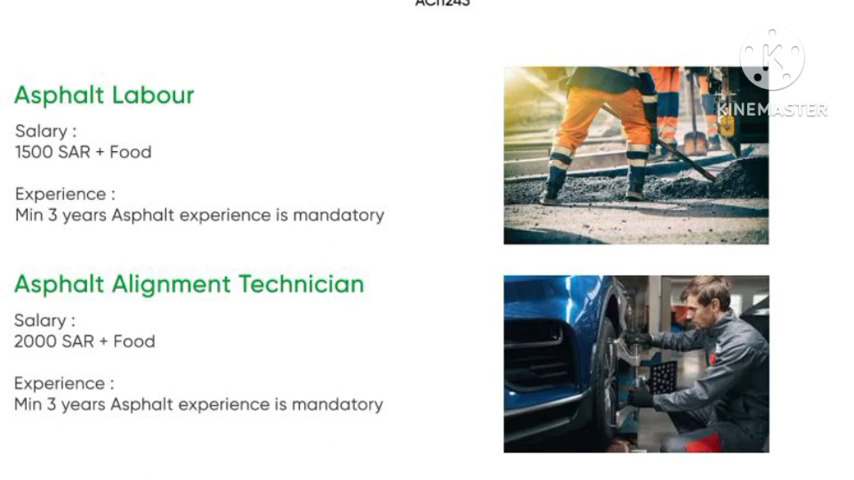 Asphalt Labour
Salary :
1500 SAR + Food
Experience :
Min 3 years Asphalt experience is mandatory
Asphalt Alignment Technician
Salary :
2000 SAR + Food
Experience :
Min 3 years Asphalt experience is mandatory
K
KINEMASTER